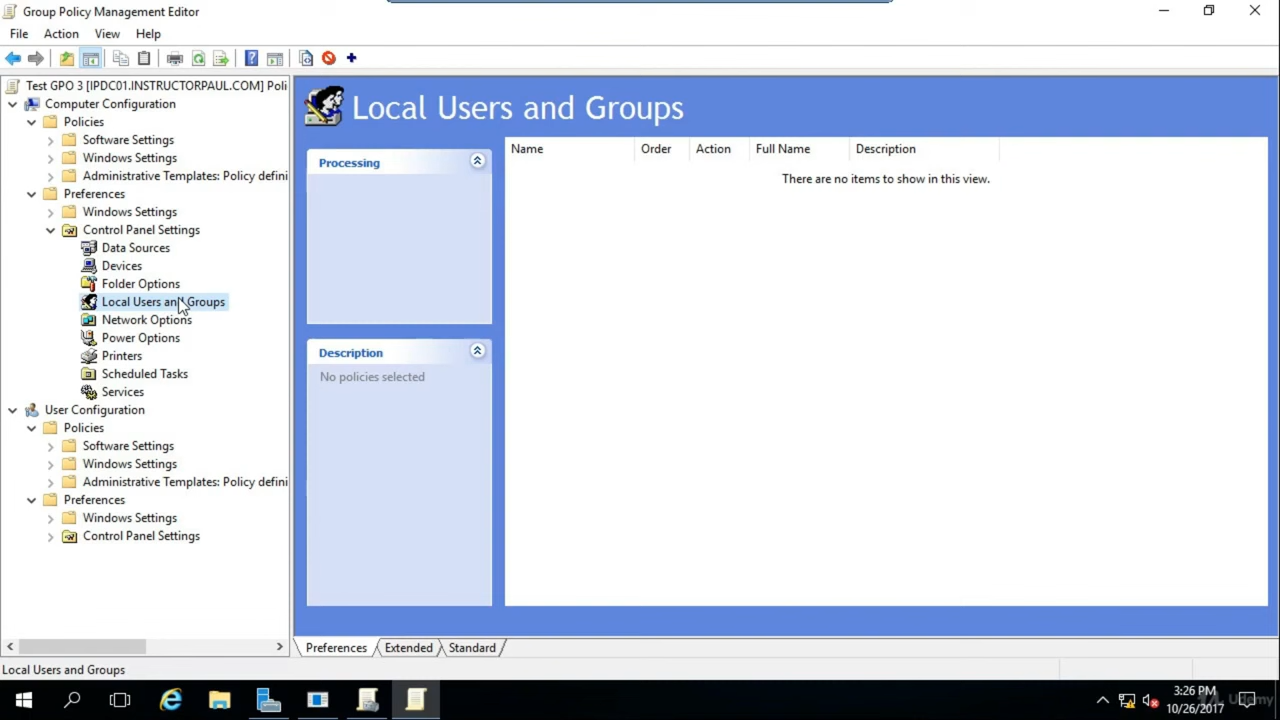 Group Policy Management Editor
File Action View Help
Test GPO 3 [IPDC01.INSTRUCTORPAUL.COM] Poli
Computer Configuration
Policies
Software Settings
Windows Settings
Administrative Templates: Policy defini
Preferences
Windows Settings
Control Panel Settings
Data Sources
Devices
Folder Options
Local Users and Groups
Network Options
Power Options
Printers
Scheduled Tasks
Services
User Configuration
Policies
Software Settings
Windows Settings
Administrative Templates: Policy defini
Preferences
Windows Settings
Control Panel Settings
Local Users and Groups
Processing
Description
No policies selected
Name Order Action Full Name Description
There are no items to show in this view.
Preferences Extended Standard
Local Users and Groups
3:26 PM
10/26/2017
Udemy